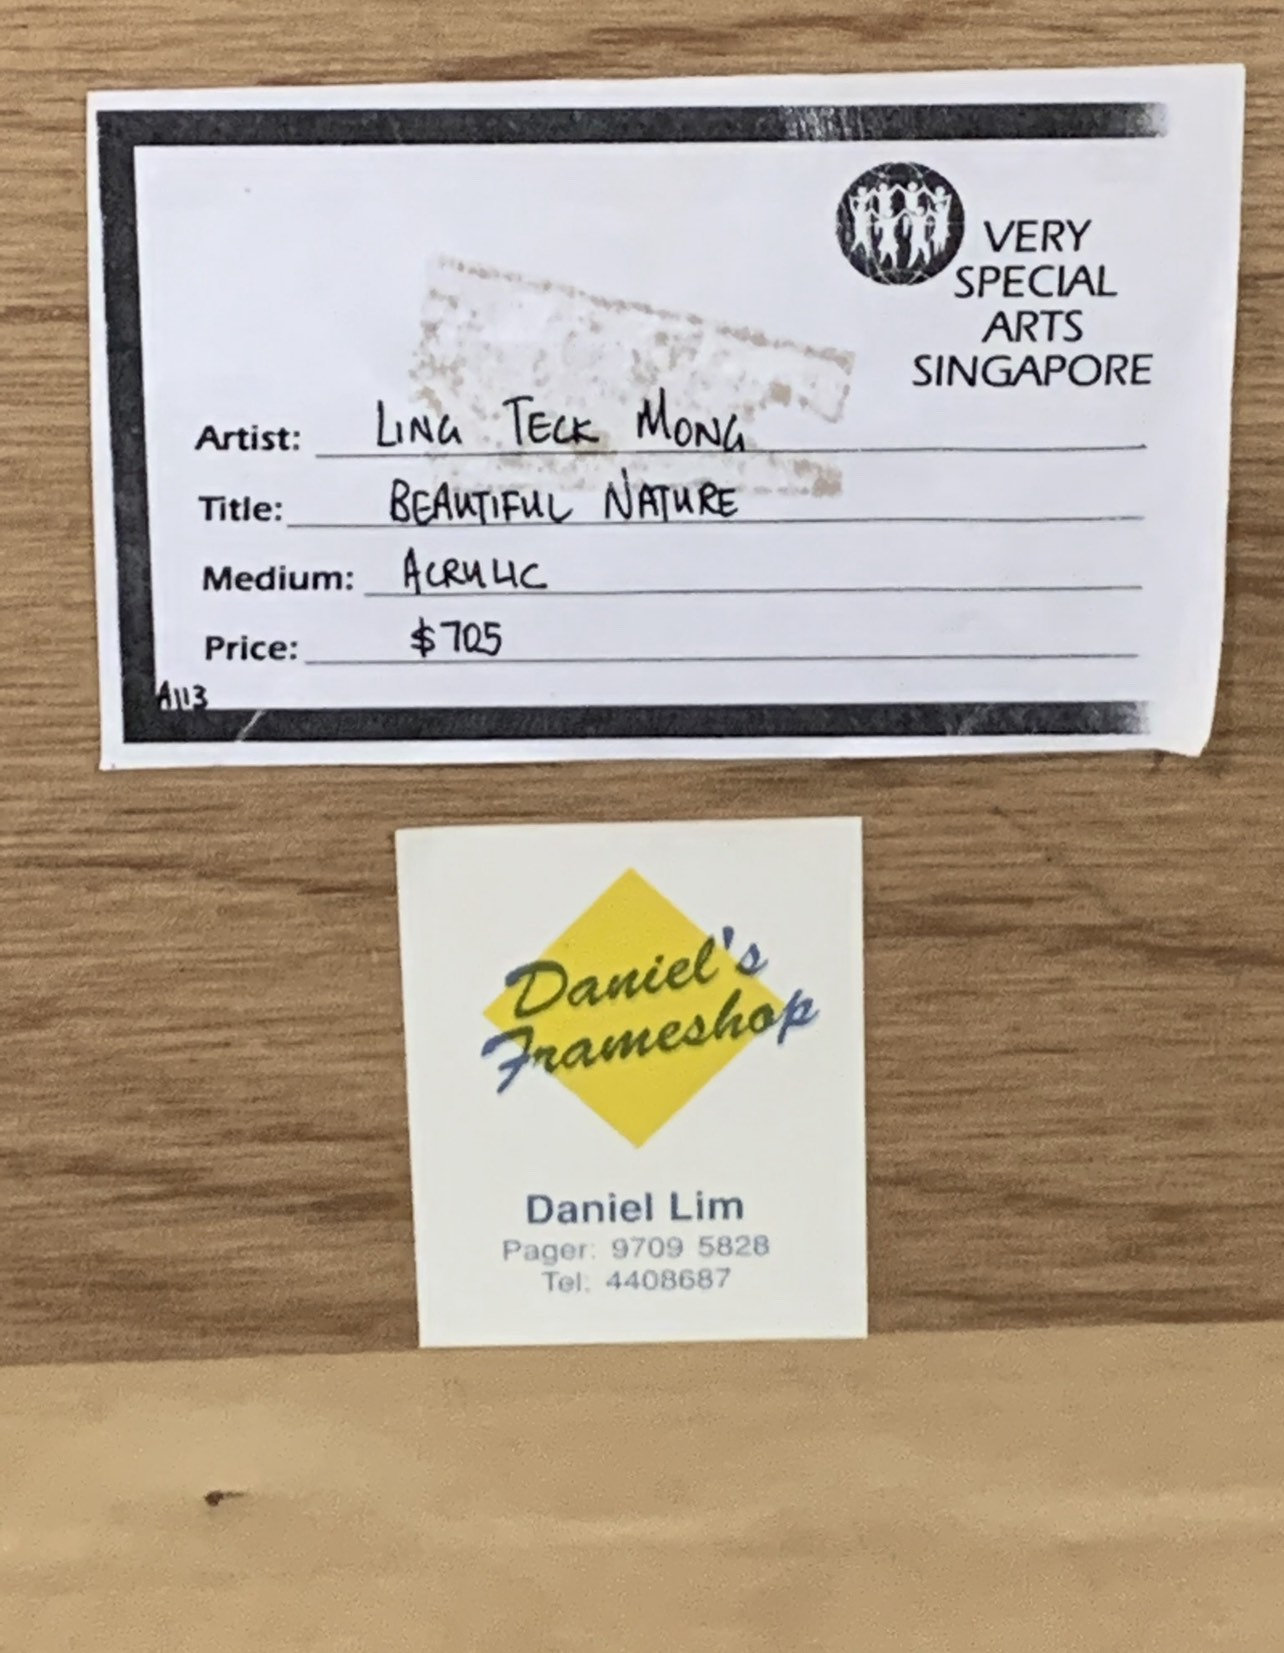 VERY
SPECIAL
ARTS
SINGAPORE
Artist: LING TECK MONG
Title: BEAUTIFUL NATURE
Medium: ACRYLIC
Price: $705
A113
Daniel's
Frameshop
Daniel Lim
Pager: 9709 5828
Tel: 4408687